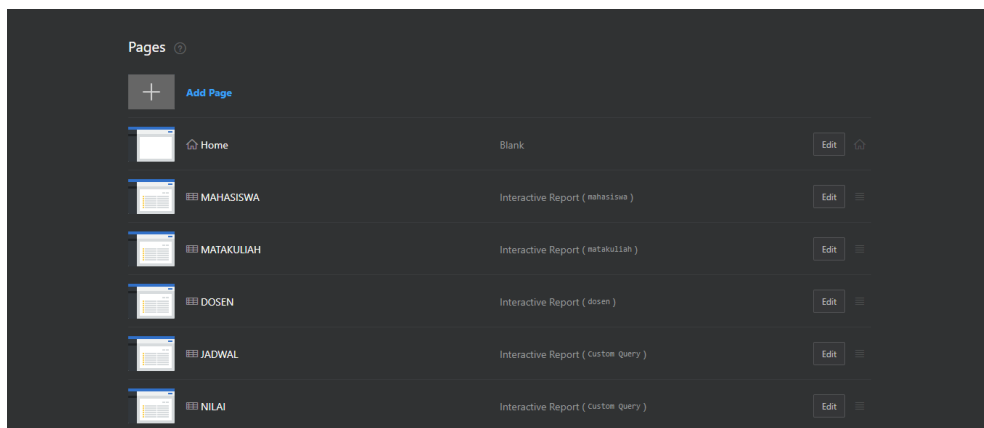 Pages ?
Add Page
Home Blank Edit
MAHASISWA Interactive Report ( mahasiswa ) Edit
MATAKULIAH Interactive Report ( matakuliah ) Edit
DOSEN Interactive Report ( dosen ) Edit
JADWAL Interactive Report ( Custom Query ) Edit
NILAI Interactive Report ( Custom Query ) Edit